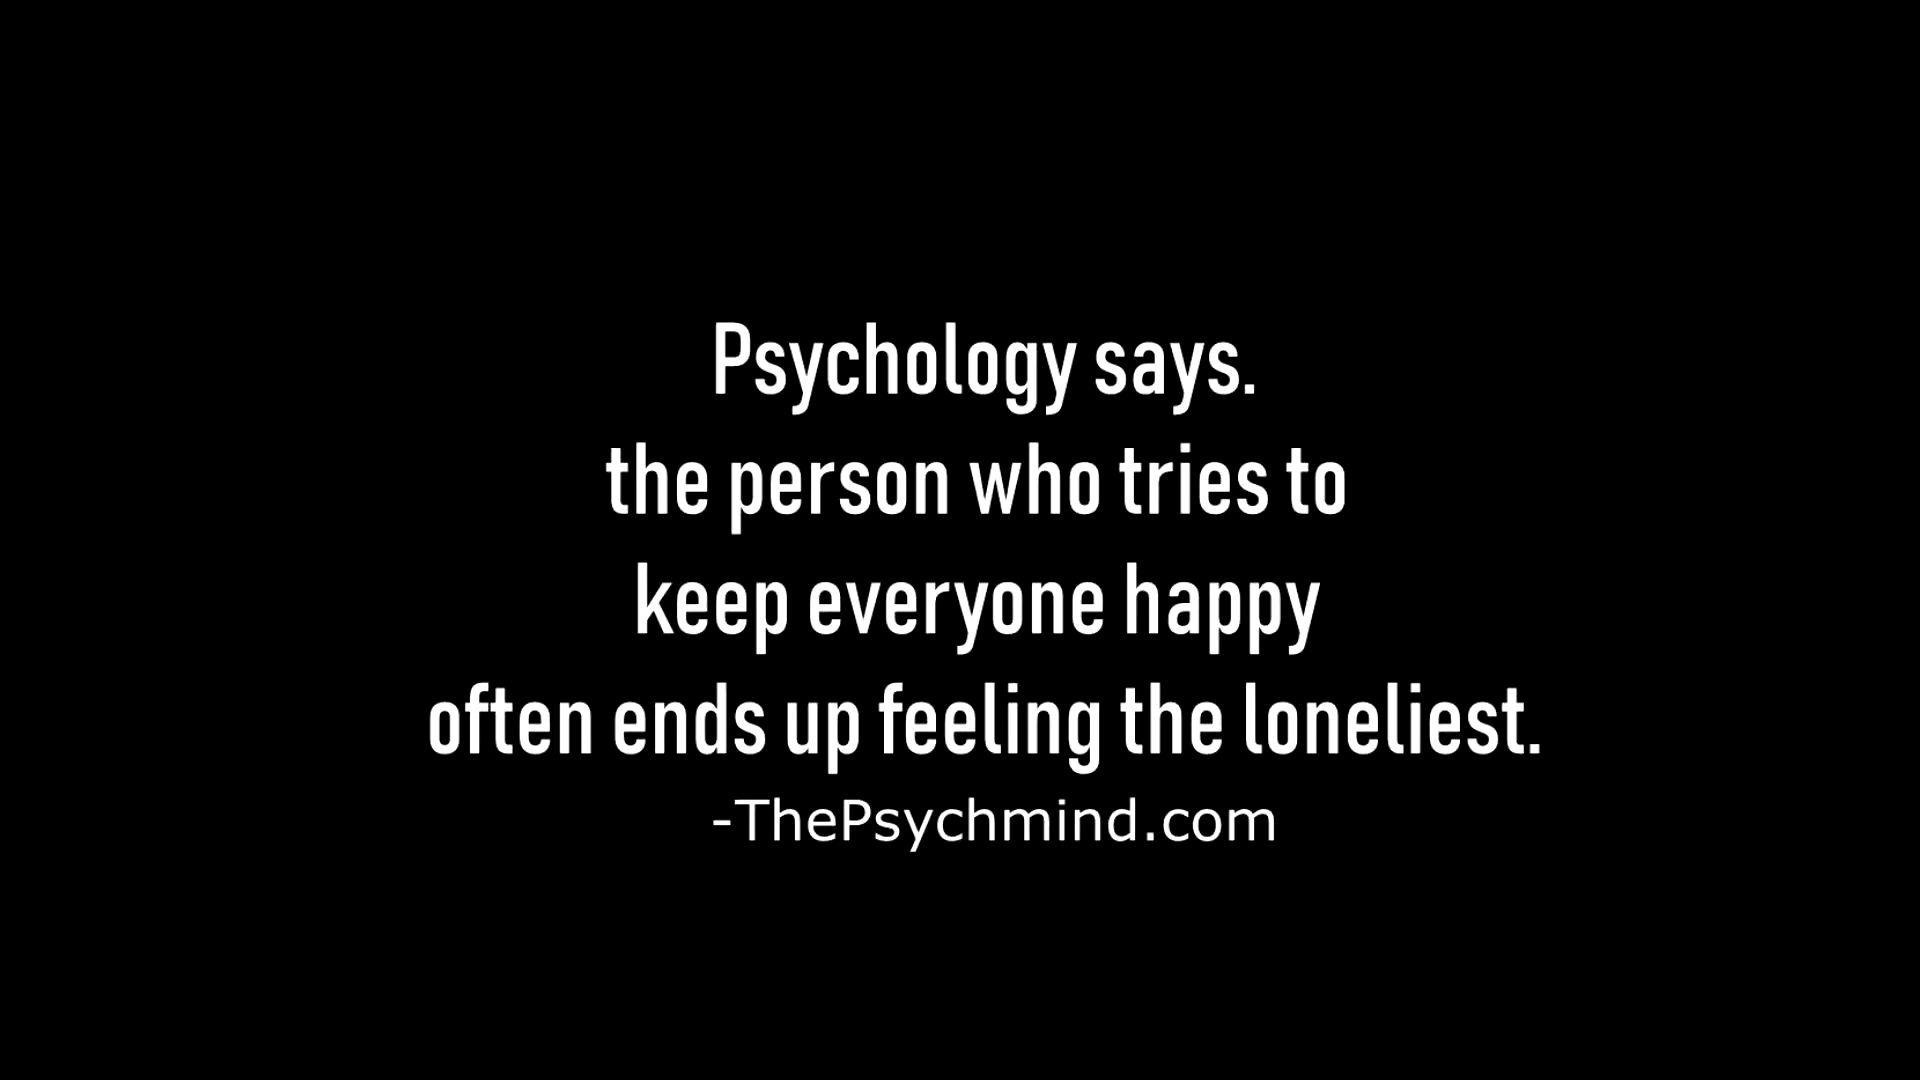 Psychology says.
the person who tries to
keep everyone happy
often ends up feeling the loneliest.
-ThePsychmind.com